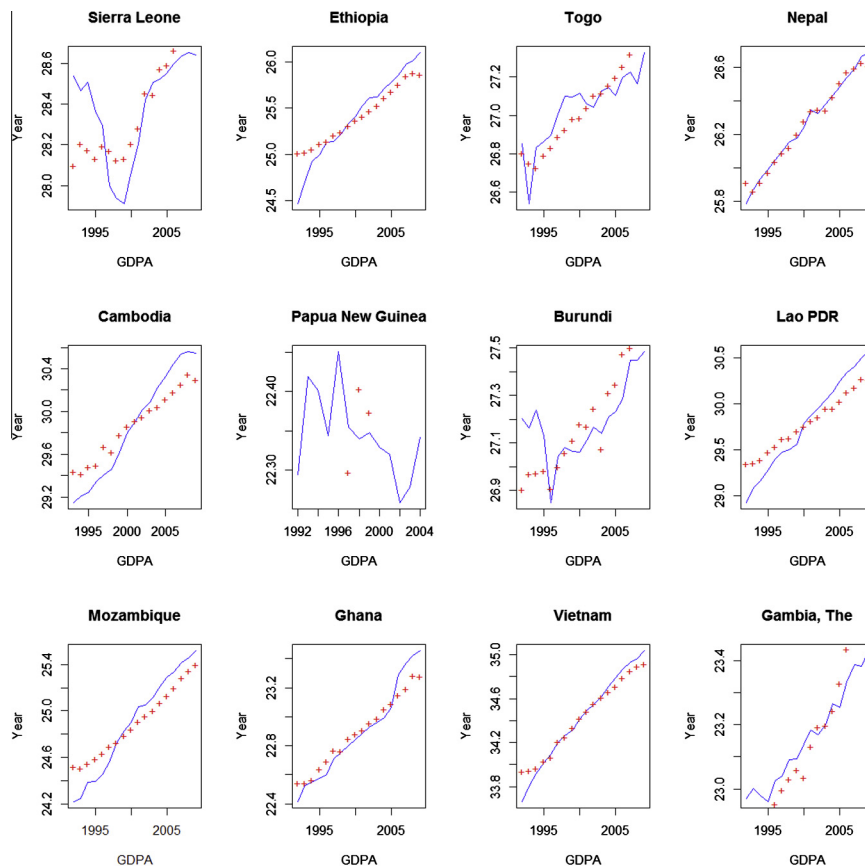 Sierra Leone
Year
28.0 28.2 28.4 28.6
1995 2005
GDPA
Ethiopia
Year
24.5 25.0 25.5 26.0
1995 2005
GDPA
Togo
Year
26.6 26.8 27.0 27.2
1995 2005
GDPA
Nepal
Year
25.8 26.2 26.6
1995 2005
GDPA
Cambodia
Year
29.2 29.6 30.0 30.4
1995 2000 2005
GDPA
Papua New Guinea
Year
22.30 22.40
1992 1996 2000 2004
GDPA
Burundi
Year
26.9 27.1 27.3 27.5
1995 2005
GDPA
Lao PDR
Year
29.0 29.5 30.0 30.5
1995 2005
GDPA
Mozambique
Year
24.2 24.6 25.0 25.4
1995 2005
GDPA
Ghana
Year
22.4 22.8 23.2
1995 2005
GDPA
Vietnam
Year
33.8 34.2 34.6 35.0
1995 2005
GDPA
Gambia, The
Year
23.0 23.2 23.4
1995 2005
GDPA